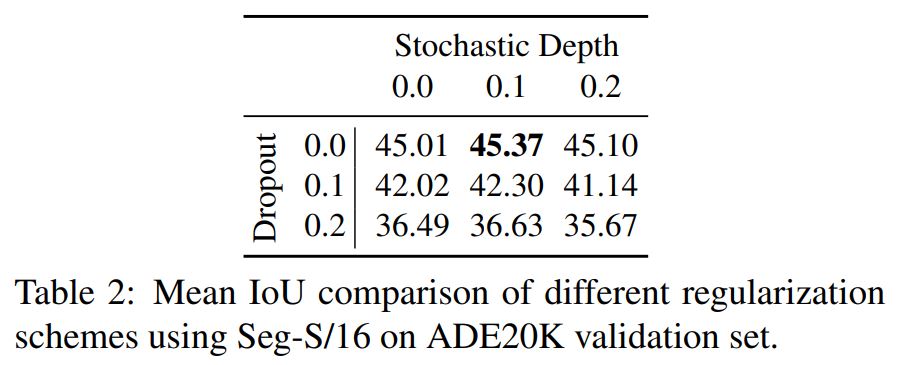 Stochastic Depth
0.0 0.1 0.2
Dropout
0.0 45.01 45.37 45.10
0.1 42.02 42.30 41.14
0.2 36.49 36.63 35.67
Table 2: Mean IoU comparison of different regularization
schemes using Seg-S/16 on ADE20K validation set.